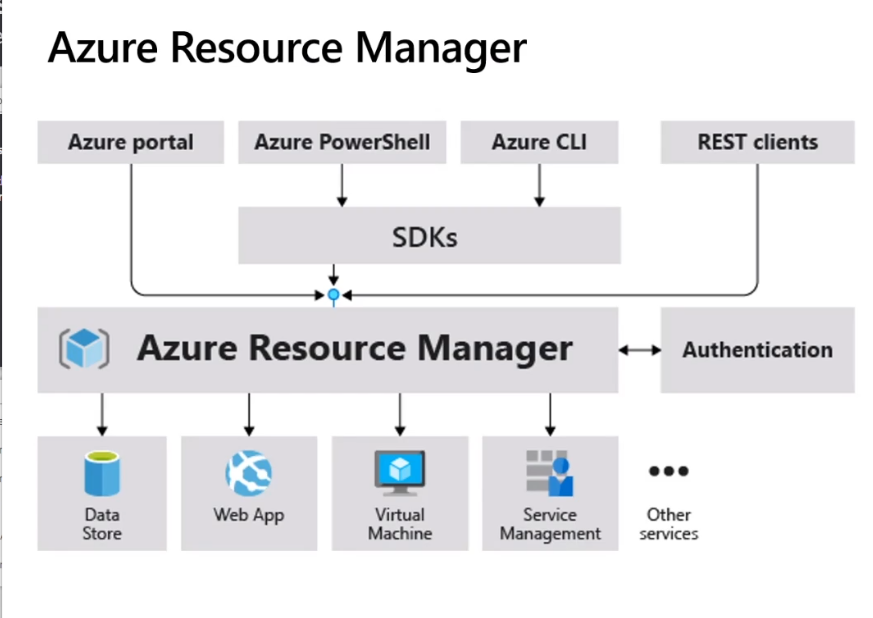 Azure Resource Manager
Azure portal
Azure PowerShell
Azure CLI
REST clients
SDKs
Azure Resource Manager
Authentication
Data
Store
Web App
Virtual
Machine
Service
Management
Other
services